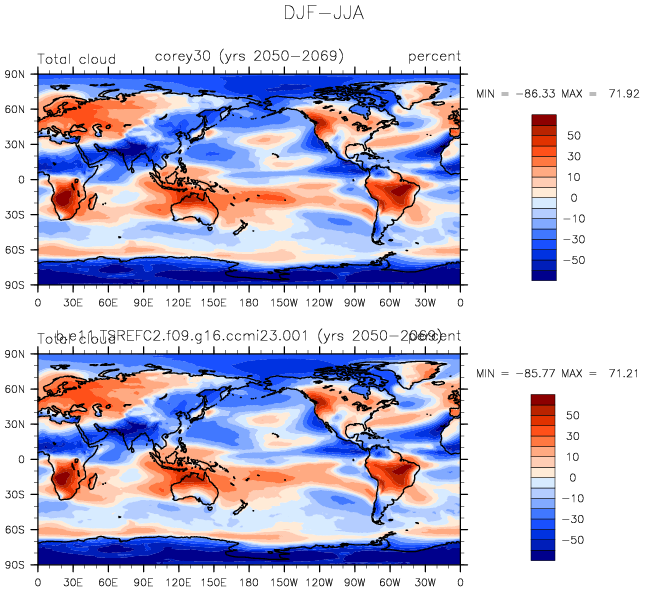 DJF−JJA
Total cloud corey30 (yrs 2050−2069) percent
MIN = −86.33 MAX = 71.92
90N
60N
30N
0
30S
60S
90S
0 30E 60E 90E 120E 150E 180 150W 120W 90W 60W 30W 0
50
30
10
0
−10
−30
−50
Total cloud b.e11.TSREFC2.f09.g16.ccmi23.001 (yrs 2050−2069) percent
MIN = −85.77 MAX = 71.21
90N
60N
30N
0
30S
60S
90S
0 30E 60E 90E 120E 150E 180 150W 120W 90W 60W 30W 0
50
30
10
0
−10
−30
−50